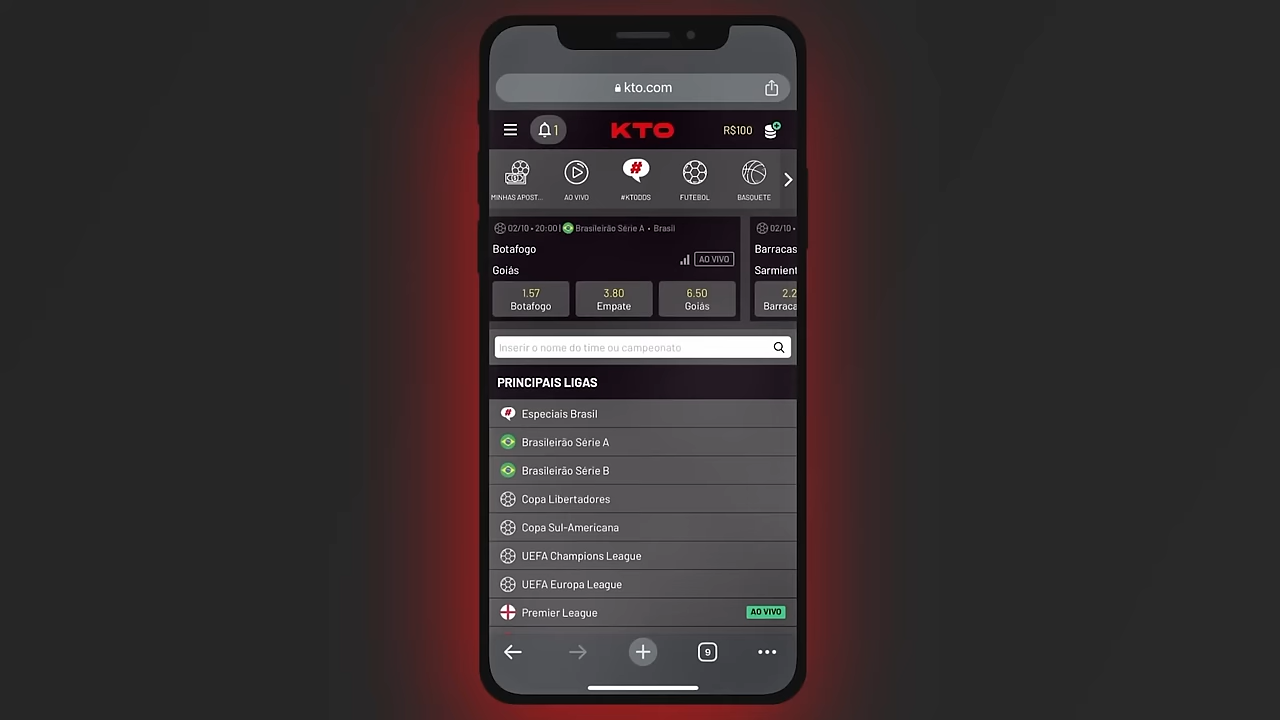 kto.com
1
KTO
R$100
MINHAS APOST...
AO VIVO
#KTODDS
FUTEBOL
BASQUETE
02/10 • 20:00 | Brasileirão Série A • Brasil
Botafogo
Goiás
AO VIVO
1.57
Botafogo
3.80
Empate
6.50
Goiás
02/10 •
Barracas
Sarmient
2.2
Barraca
Inserir o nome do time ou campeonato
PRINCIPAIS LIGAS
Especiais Brasil
Brasileirão Série A
Brasileirão Série B
Copa Libertadores
Copa Sul-Americana
UEFA Champions League
UEFA Europa League
Premier League
AO VIVO
9